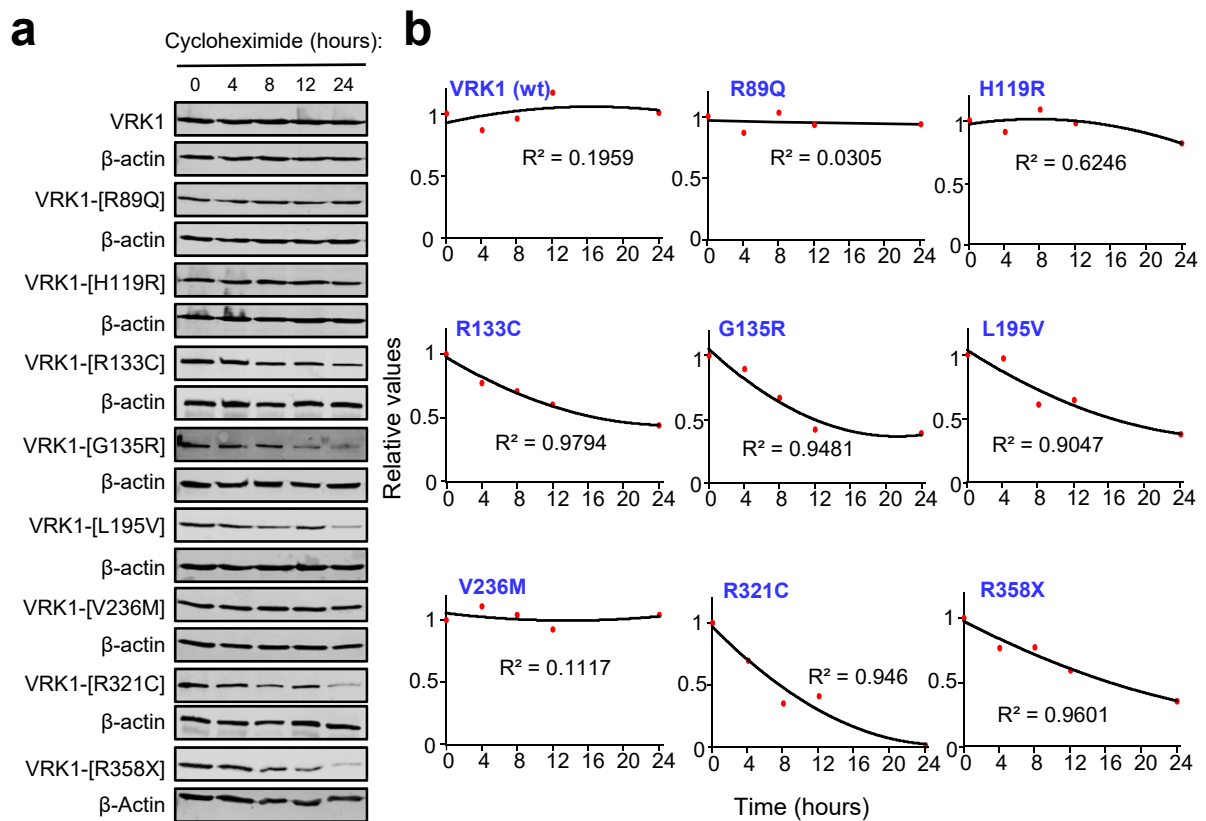 a
Cycloheximide (hours):
0 4 8 12 24
VRK1
β-actin
VRK1-[R89Q]
β-actin
VRK1-[H119R]
β-actin
VRK1-[R133C]
β-actin
VRK1-[G135R]
β-actin
VRK1-[L195V]
β-actin
VRK1-[V236M]
β-actin
VRK1-[R321C]
β-actin
VRK1-[R358X]
β-Actin
b
Relative values
VRK1 (wt)
1
0.5
0
R² = 0.1959
0 4 8 12 16 20 24
R89Q
1
0.5
0
R² = 0.0305
0 4 8 12 16 20 24
H119R
1
0.5
0
R² = 0.6246
0 4 8 12 16 20 24
R133C
1
0.5
0
R² = 0.9794
0 4 8 12 16 20 24
G135R
1
0.5
0
R² = 0.9481
0 4 8 12 16 20 24
L195V
1
0.5
0
R² = 0.9047
0 4 8 12 16 20 24
V236M
1
0.5
0
R² = 0.1117
0 4 8 12 16 20 24
R321C
1
0.5
0
R² = 0.946
0 4 8 12 16 20 24
R358X
1
0.5
0
R² = 0.9601
0 4 8 12 16 20 24
Time (hours)